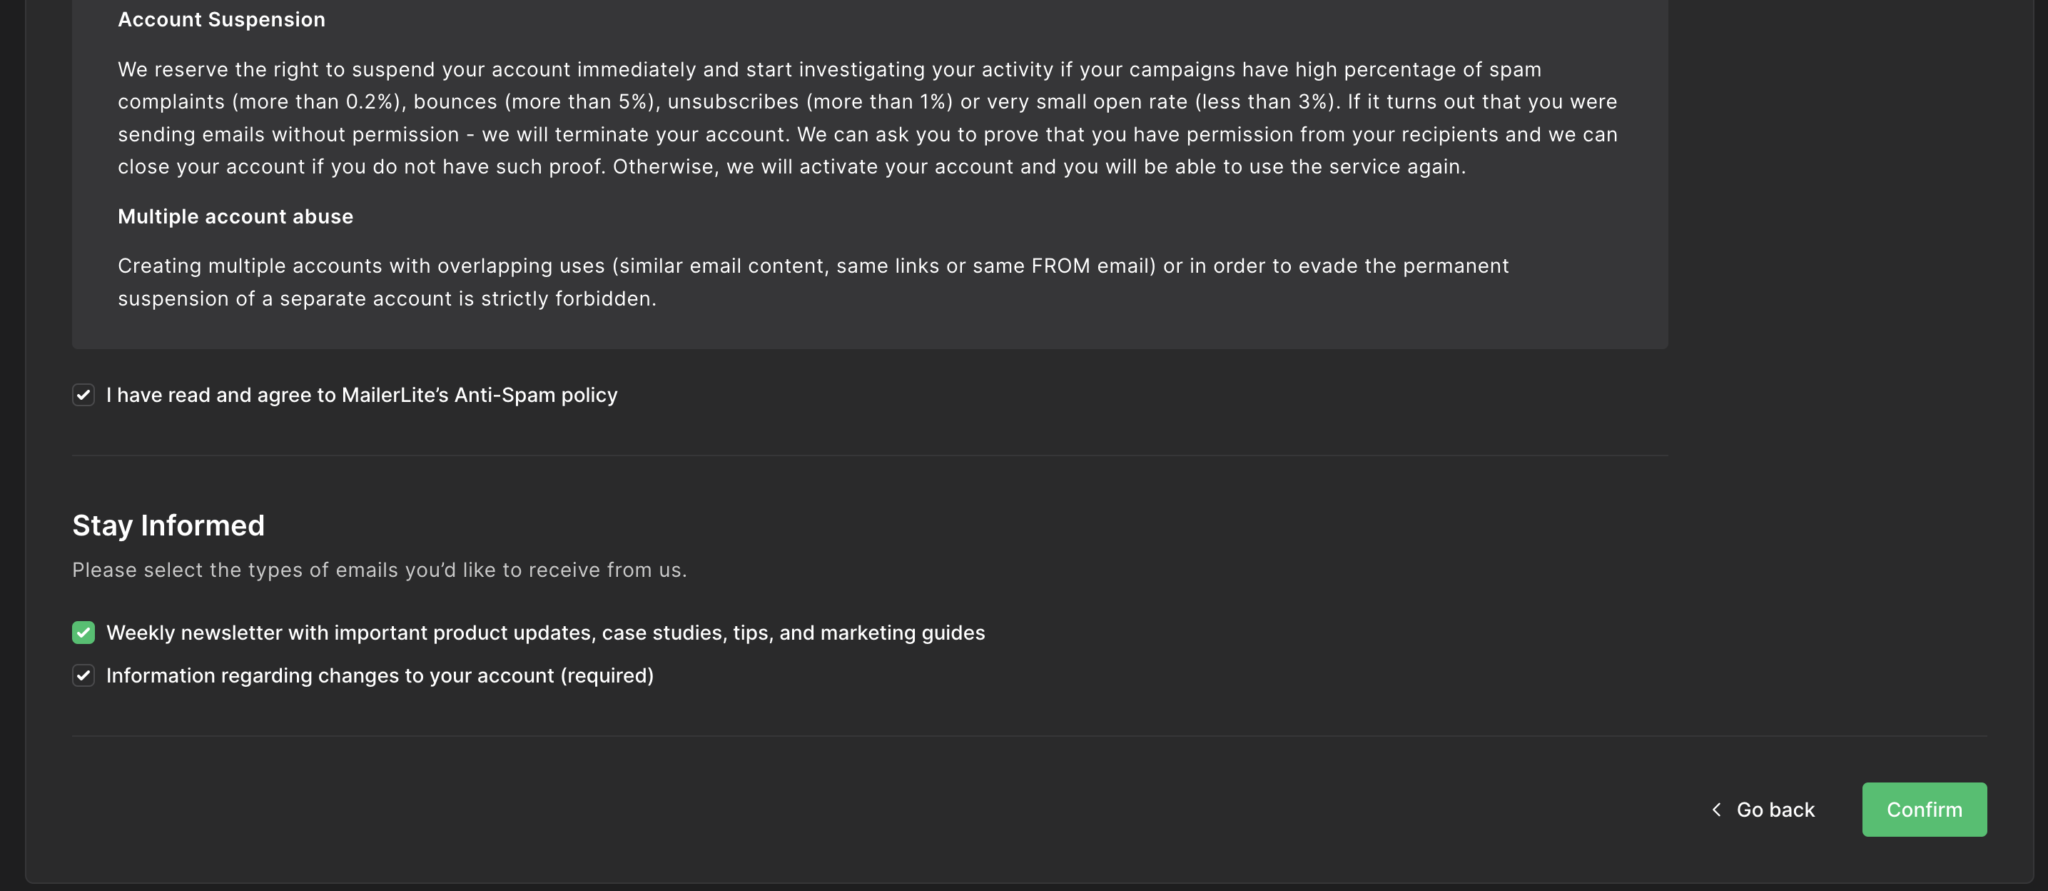 Account Suspension
We reserve the right to suspend your account immediately and start investigating your activity if your campaigns have high percentage of spam
complaints (more than 0.2%), bounces (more than 5%), unsubscribes (more than 1%) or very small open rate (less than 3%). If it turns out that you were
sending emails without permission - we will terminate your account. We can ask you to prove that you have permission from your recipients and we can
close your account if you do not have such proof. Otherwise, we will activate your account and you will be able to use the service again.
Multiple account abuse
Creating multiple accounts with overlapping uses (similar email content, same links or same FROM email) or in order to evade the permanent
suspension of a separate account is strictly forbidden.
I have read and agree to MailerLite’s Anti-Spam policy
Stay Informed
Please select the types of emails you’d like to receive from us.
Weekly newsletter with important product updates, case studies, tips, and marketing guides
Information regarding changes to your account (required)
Go back
Confirm